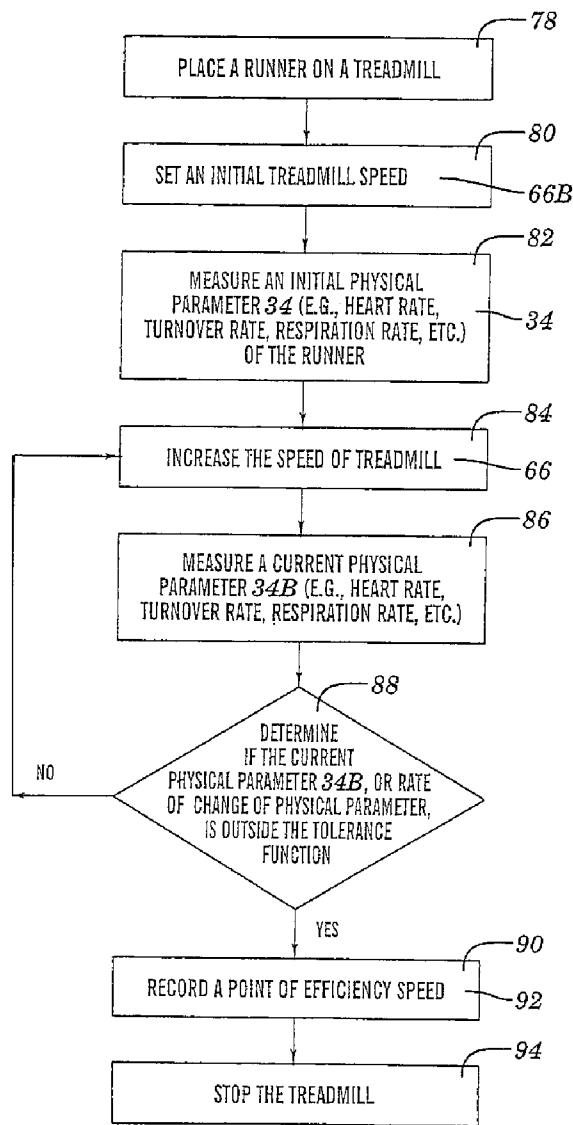 78
PLACE A RUNNER ON A TREADMILL
80
SET AN INITIAL TREADMILL SPEED
66B
82
MEASURE AN INITIAL PHYSICAL
PARAMETER 34 (E.G., HEART RATE,
TURNOVER RATE, RESPIRATION RATE, ETC.)
OF THE RUNNER
34
84
INCREASE THE SPEED OF TREADMILL
66
86
MEASURE A CURRENT PHYSICAL
PARAMETER 34B (E.G., HEART RATE,
TURNOVER RATE, RESPIRATION RATE, ETC.)
88
DETERMINE
IF THE CURRENT
PHYSICAL PARAMETER 34B, OR RATE
OF CHANGE OF PHYSICAL PARAMETER,
IS OUTSIDE THE TOLERANCE
FUNCTION
NO
YES
90
RECORD A POINT OF EFFICIENCY SPEED
92
94
STOP THE TREADMILL